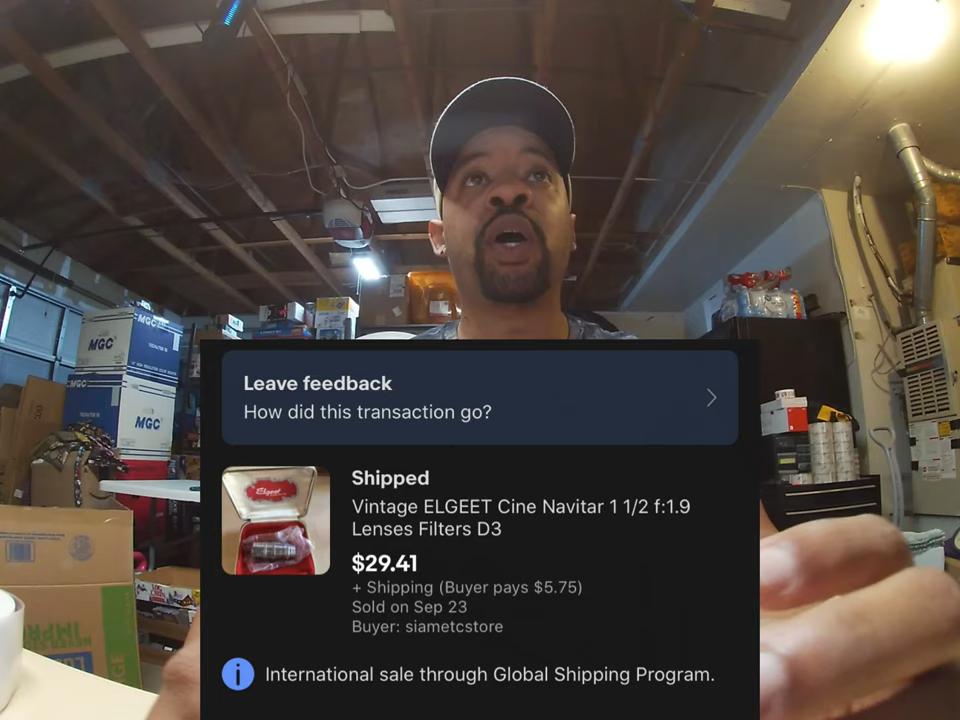 MGC
MGC
MGC
MGC
Leave feedback
How did this transaction go?
Shipped
Vintage ELGEET Cine Navitar 1 1/2 f:1.9
Lenses Filters D3
$29.41
+ Shipping (Buyer pays $5.75)
Sold on Sep 23
Buyer: siametcstore
International sale through Global Shipping Program.
Elgeet